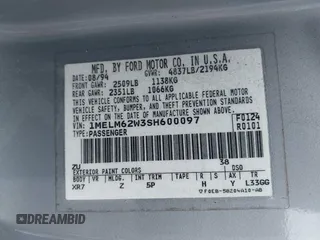 MFD. BY FORD MOTOR CO. IN U.S.A.
DATE: 08/94 GVWR: 4837LB/2194KG
FRONT GAWR: 2509LB 1138KG
REAR GAWR: 2351LB 1066KG
THIS VEHICLE CONFORMS TO ALL APPLICABLE FEDERAL MOTOR VEHICLE SAFETY, BUMPER, AND THEFT PREVENTION STANDARDS IN EFFECT ON THE DATE OF MANUFACTURE SHOWN ABOVE.
VIN: 1MELM62W3SH600097
TYPE: PASSENGER
F0124
R0101
ZU 38
EXTERIOR PAINT COLORS DSO
BODY VR MLDG INT TRIM TAPE R S AX TR
XR7 Z 5P H Y L33GG